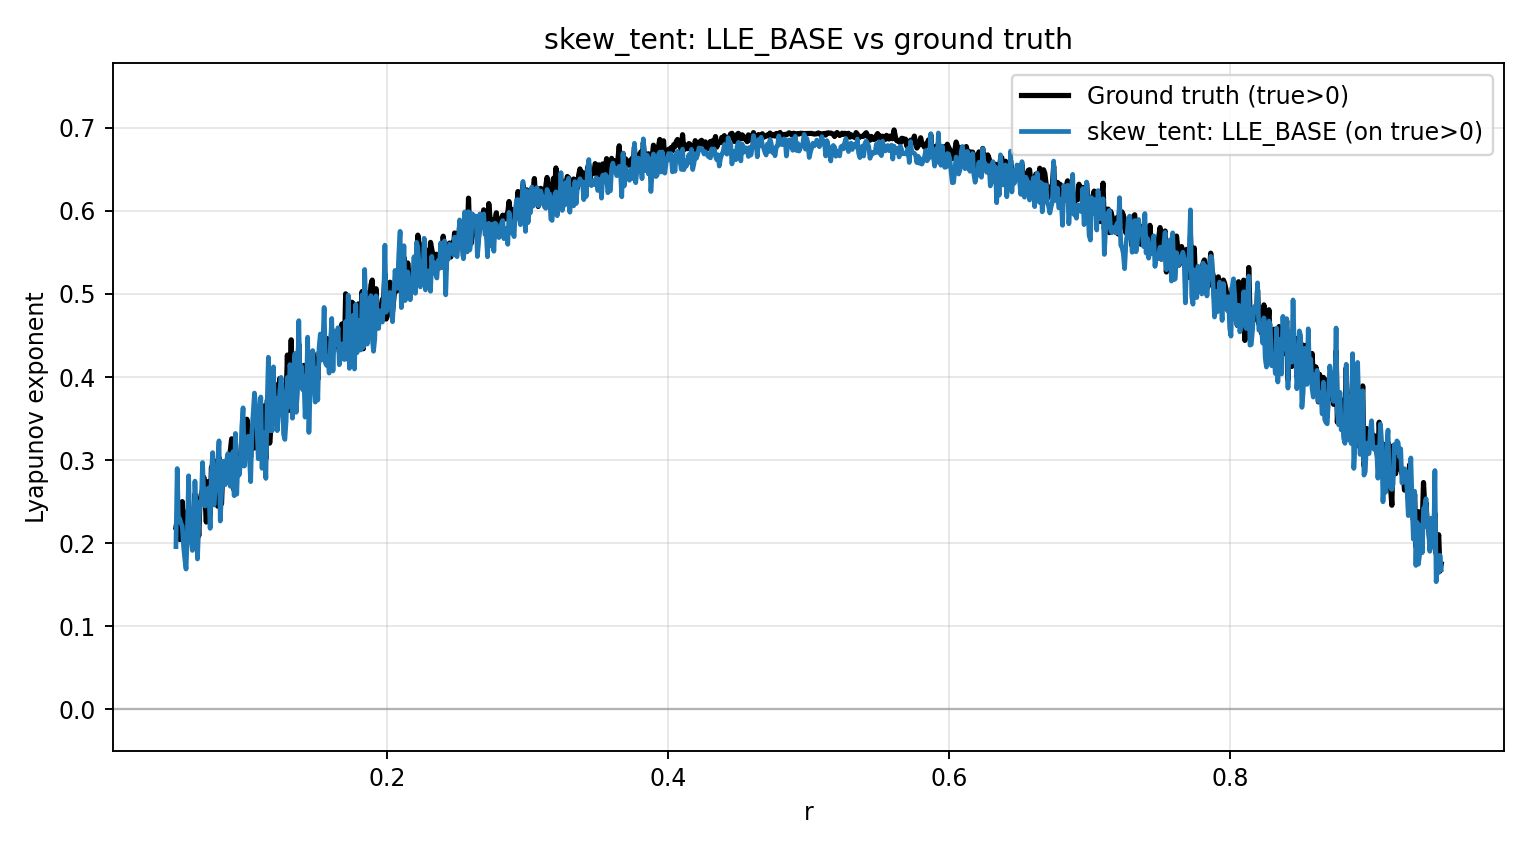 skew_tent: LLE_BASE vs ground truth
Ground truth (true>0)
skew_tent: LLE_BASE (on true>0)
Lyapunov exponent
0.7
0.6
0.5
0.4
0.3
0.2
0.1
0.0
0.2 0.4 0.6 0.8
r